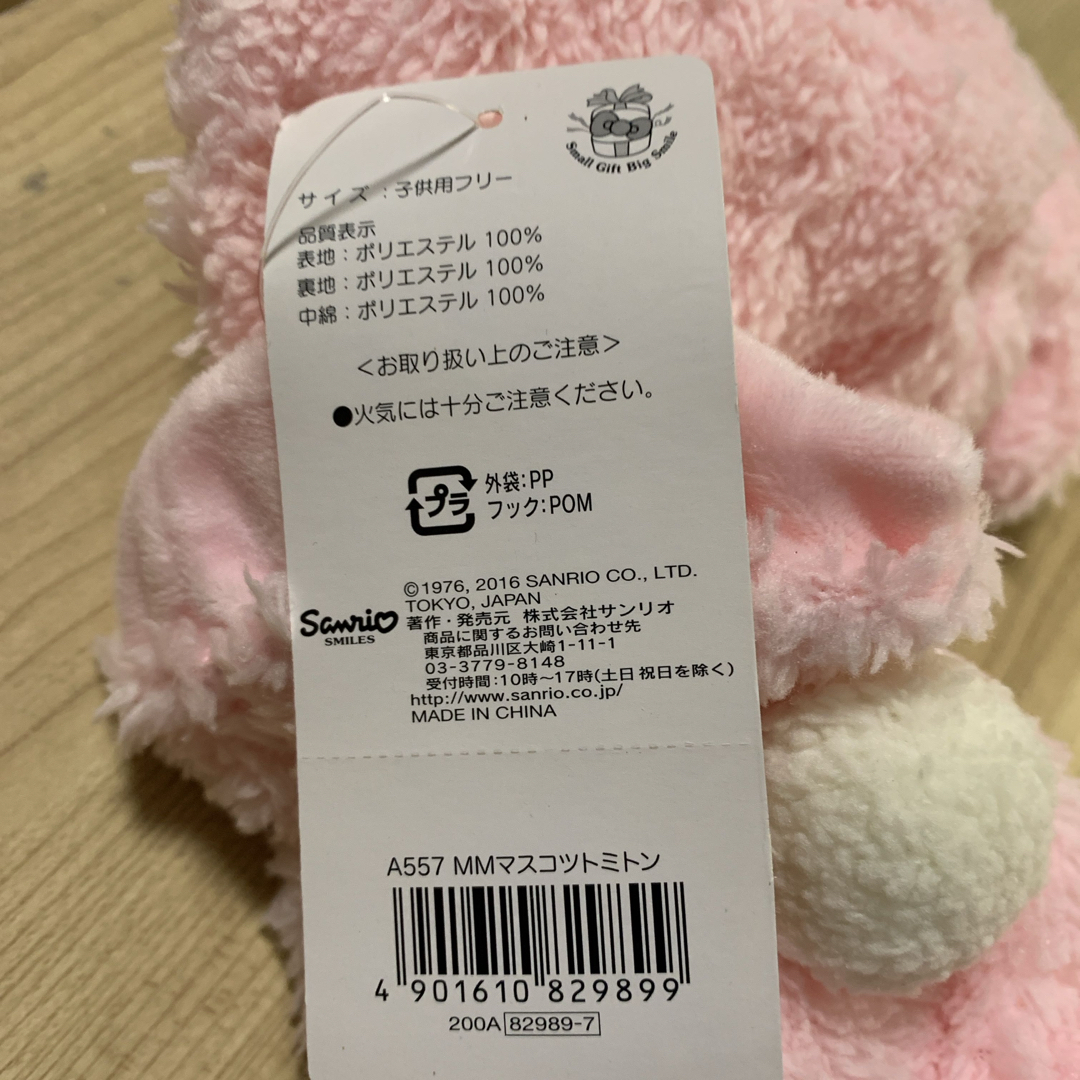 Small Gift Big Smile
サイズ：子供用フリー
品質表示
表地：ポリエステル 100%
裏地：ポリエステル 100%
中綿：ポリエステル 100%
＜お取り扱い上のご注意＞
●火気には十分ご注意ください。
プラ
外袋：PP
フック：POM
©1976, 2016 SANRIO CO., LTD.
TOKYO, JAPAN
Sanrio
SMILES
著作・発売元 株式会社サンリオ
商品に関するお問い合わせ先
東京都品川区大崎1-11-1
03-3779-8148
受付時間：10時〜17時(土日祝日を除く)
http://www.sanrio.co.jp/
MADE IN CHINA
A557 MMマスコツトミトン
4 901610 829899
200A 82989-7